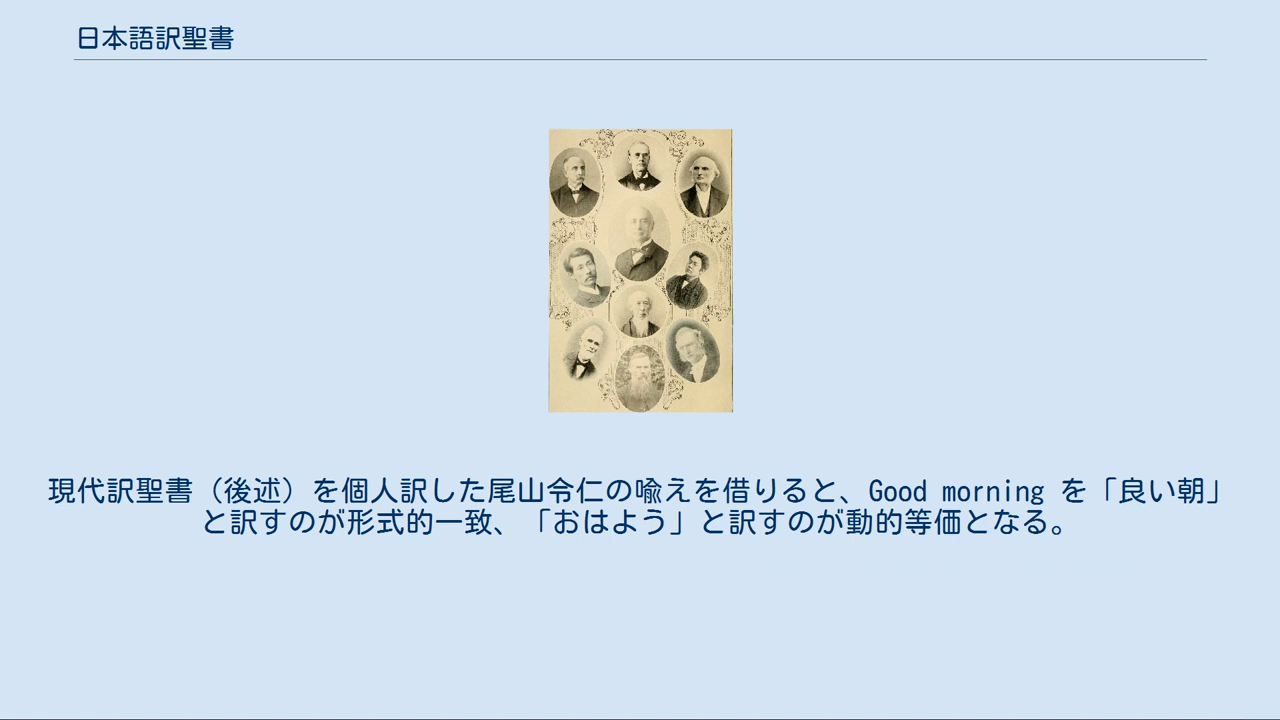 日本語訳聖書
現代訳聖書（後述）を個人訳した尾山令仁の喩えを借りると、Good morning を「良い朝」
と訳すのが形式的一致、「おはよう」と訳すのが動的等価となる。